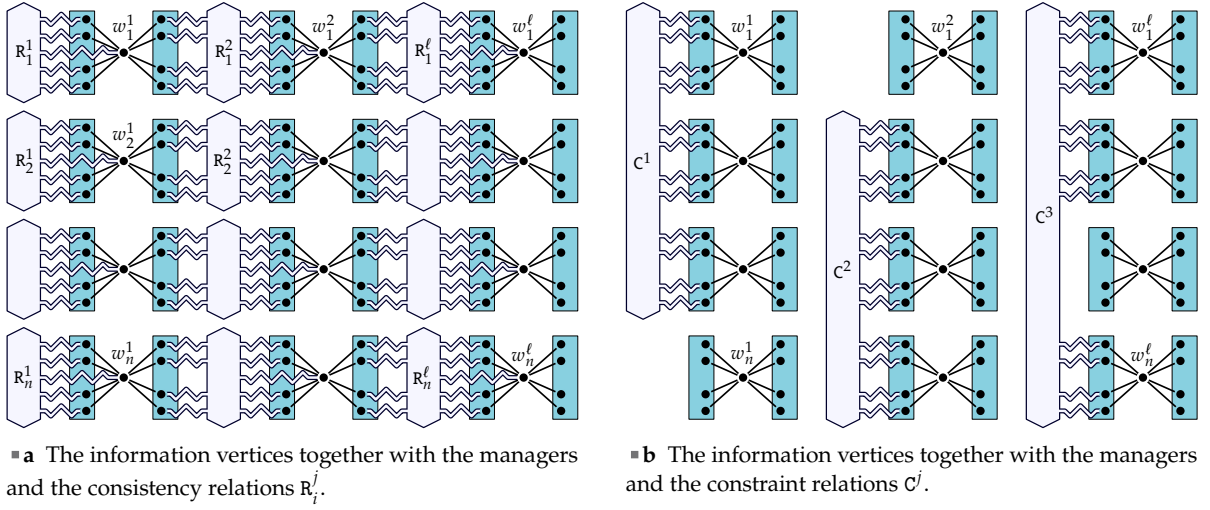 w_1^1 w_1^2 w_1^ℓ
R_1^1 R_1^2 R_1^ℓ
w_2^1
R_2^1 R_2^2
w_n^1 w_n^ℓ
R_n^1 R_n^ℓ
▪a The information vertices together with the managers
and the consistency relations R_i^j.
w_1^1 w_1^2 w_1^ℓ
C^1
C^3
C^2
w_n^1 w_n^ℓ
▪b The information vertices together with the managers
and the constraint relations C^j.